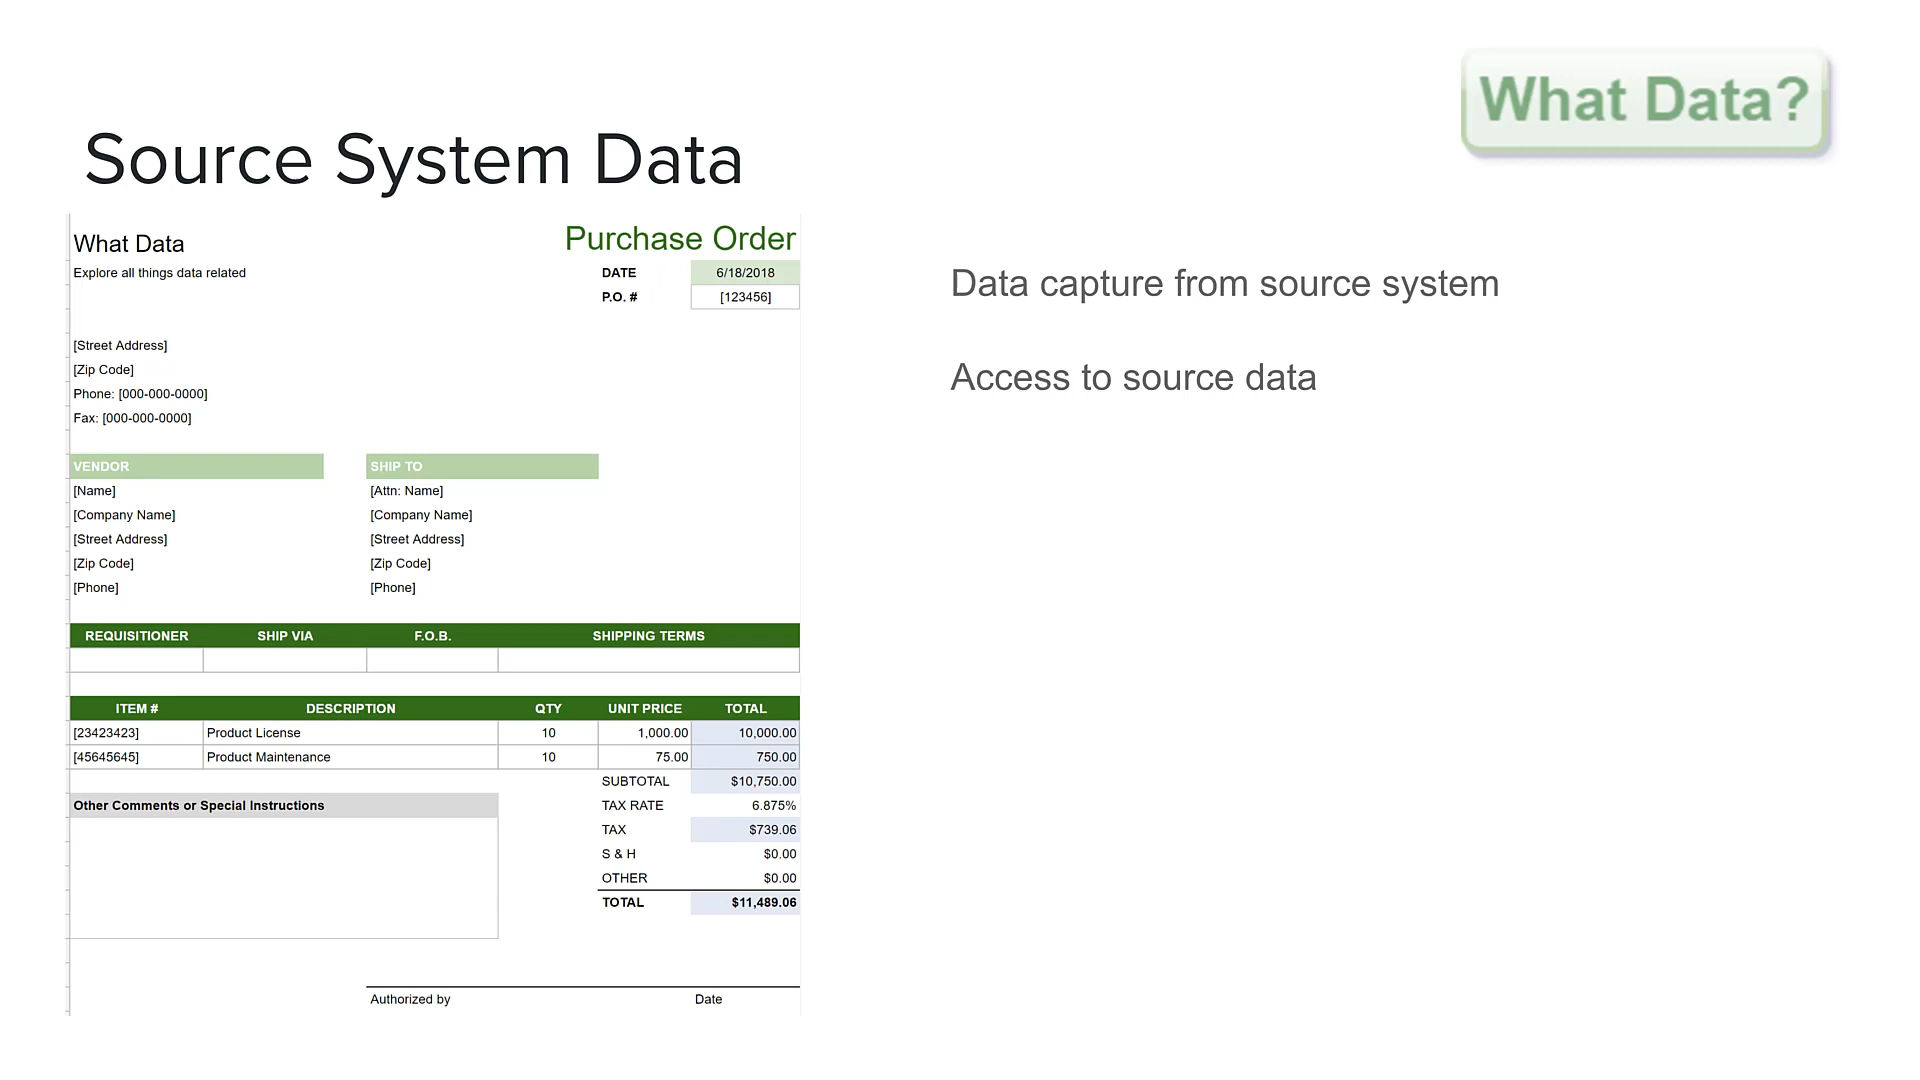 What Data?
Source System Data
What Data
Purchase Order
Explore all things data related
DATE 6/18/2018
P.O. # [123456]
[Street Address]
[Zip Code]
Phone: [000-000-0000]
Fax: [000-000-0000]
VENDOR SHIP TO
[Name] [Attn: Name]
[Company Name] [Company Name]
[Street Address] [Street Address]
[Zip Code] [Zip Code]
[Phone] [Phone]
REQUISITIONER SHIP VIA F.O.B. SHIPPING TERMS
ITEM # DESCRIPTION QTY UNIT PRICE TOTAL
[23423423] Product License 10 1,000.00 10,000.00
[45645645] Product Maintenance 10 75.00 750.00
SUBTOTAL $10,750.00
Other Comments or Special Instructions TAX RATE 6.875%
TAX $739.06
S & H $0.00
OTHER $0.00
TOTAL $11,489.06
Authorized by Date
Data capture from source system
Access to source data